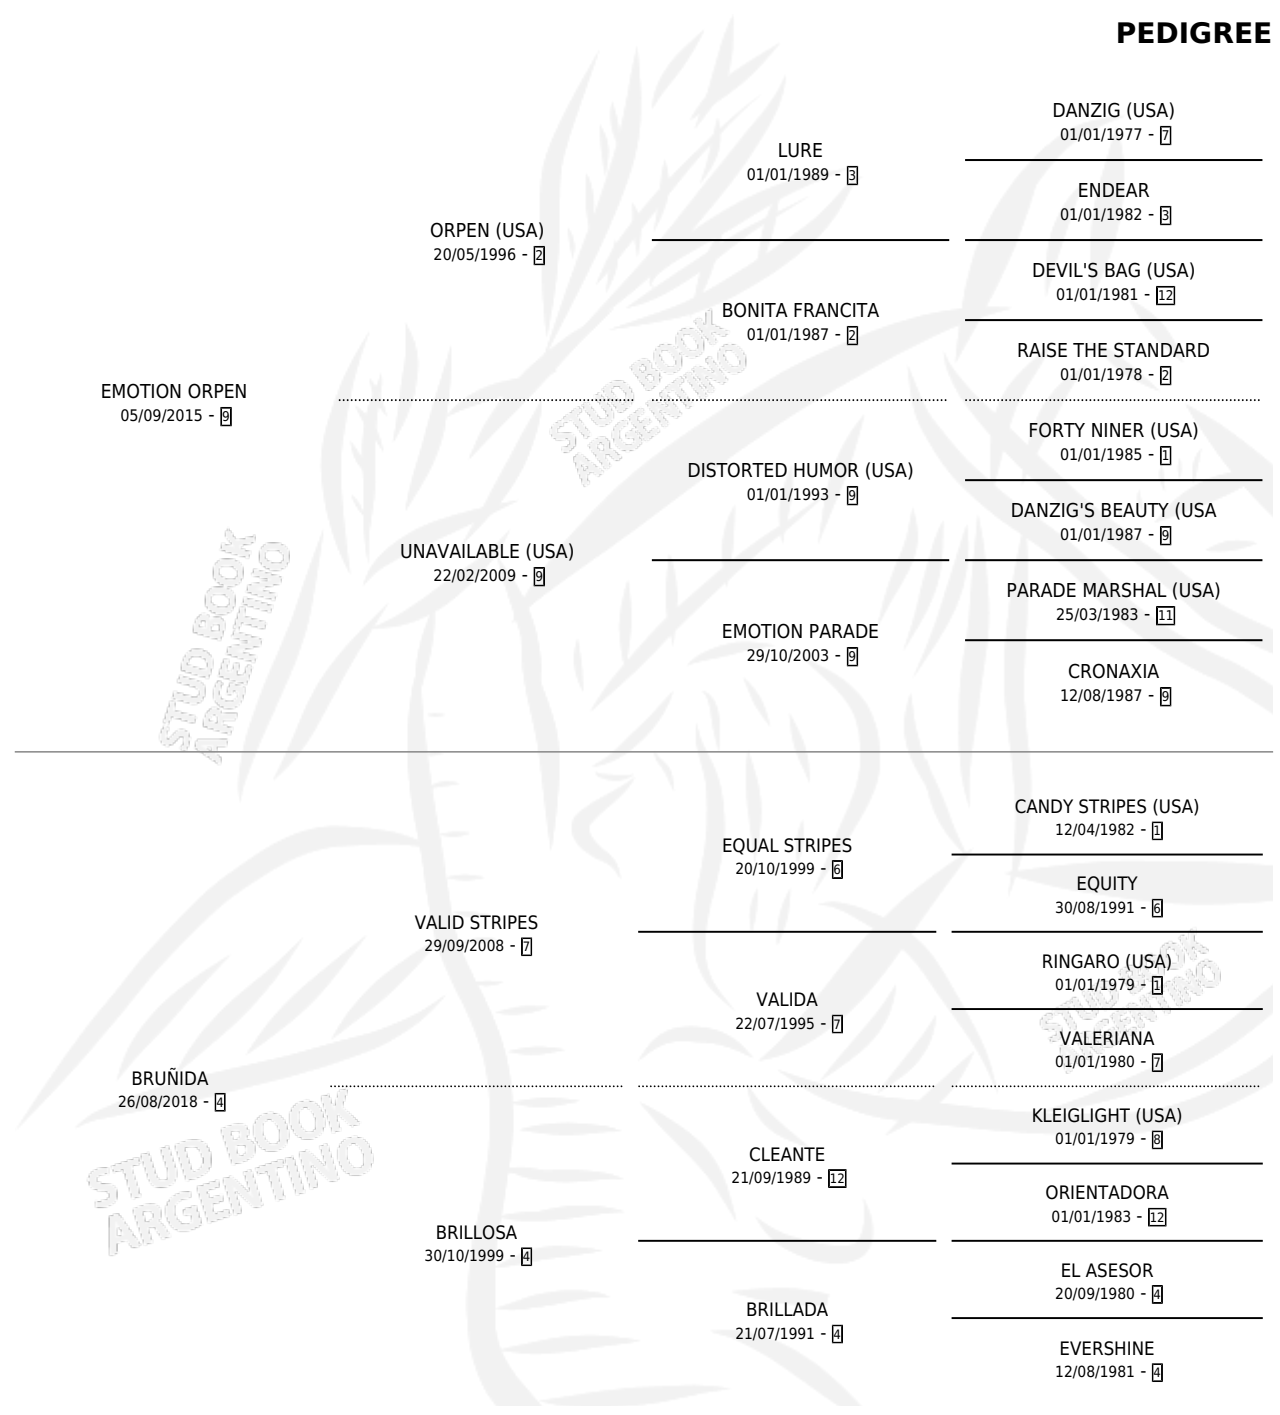 PEDIGREE
DANZIG (USA)
01/01/1977 - 7
LURE
01/01/1989 - 3
ENDEAR
01/01/1982 - 3
ORPEN (USA)
20/05/1996 - 2
DEVIL'S BAG (USA)
01/01/1981 - 12
BONITA FRANCITA
01/01/1987 - 2
RAISE THE STANDARD
01/01/1978 - 2
EMOTION ORPEN
05/09/2015 - 9
STUD BOOK
ARGENTINO
FORTY NINER (USA)
01/01/1985 - 1
DISTORTED HUMOR (USA)
01/01/1993 - 9
DANZIG'S BEAUTY (USA
01/01/1987 - 9
UNAVAILABLE (USA)
22/02/2009 - 9
PARADE MARSHAL (USA)
25/03/1983 - 11
EMOTION PARADE
29/10/2003 - 9
CRONAXIA
12/08/1987 - 9
STUD BOOK
ARGENTINO
CANDY STRIPES (USA)
12/04/1982 - 1
EQUAL STRIPES
20/10/1999 - 6
EQUITY
30/08/1991 - 6
VALID STRIPES
29/09/2008 - 7
RINGARO (USA)
01/01/1979 - 1
VALIDA
22/07/1995 - 7
STUD BOOK
ARGENTINO
VALERIANA
01/01/1980 - 7
BRUÑIDA
26/08/2018 - 4
KLEIGLIGHT (USA)
01/01/1979 - 8
CLEANTE
21/09/1989 - 12
STUD BOOK
ARGENTINO
ORIENTADORA
01/01/1983 - 12
BRILLOSA
30/10/1999 - 4
EL ASESOR
20/09/1980 - 4
BRILLADA
21/07/1991 - 4
EVERSHINE
12/08/1981 - 4